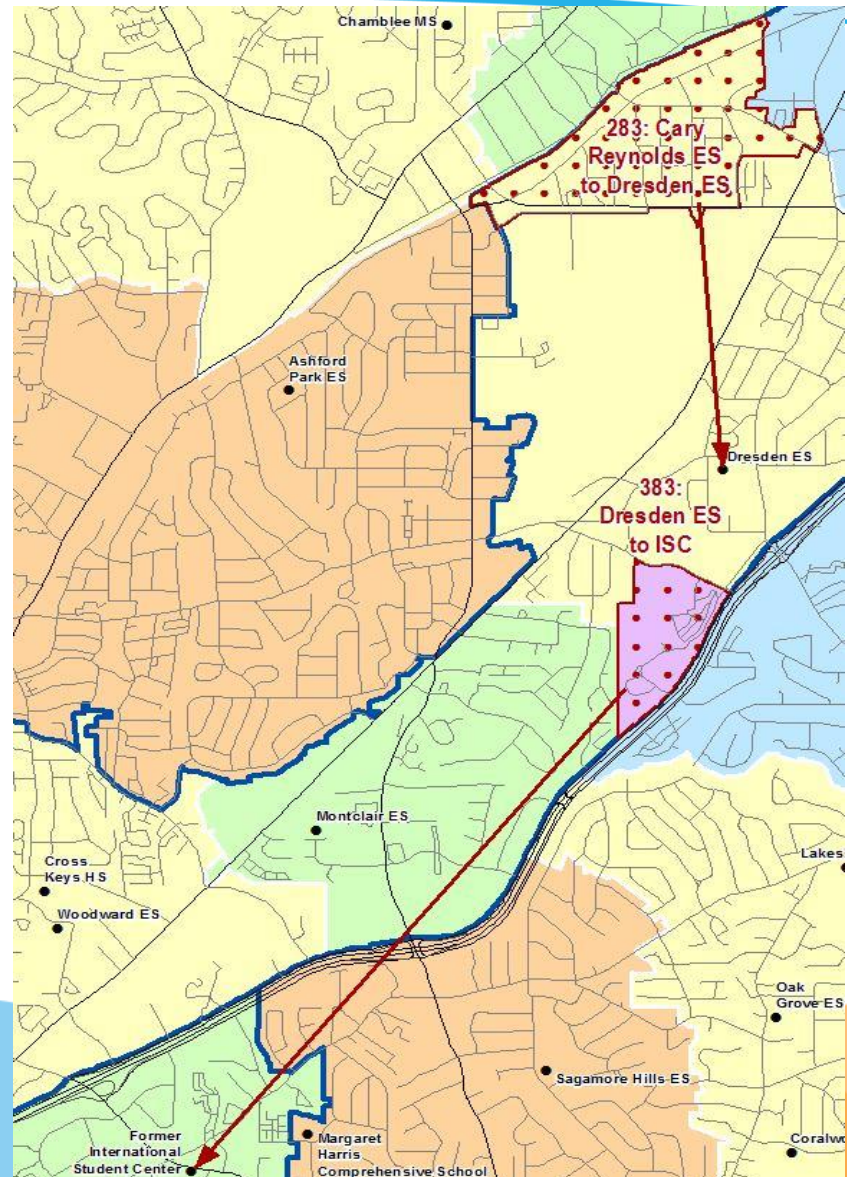 Chamblee MS
283: Cary
Reynolds ES
to Dresden ES
Ashford
Park ES
Dresden ES
383:
Dresden ES
to ISC
Montclair ES
Cross
Keys HS
Lakes
Woodward ES
Oak
Grove ES
Sagamore Hills ES
Former
International
Student Center
Margaret
Harris
Comprehensive School
Coralwo